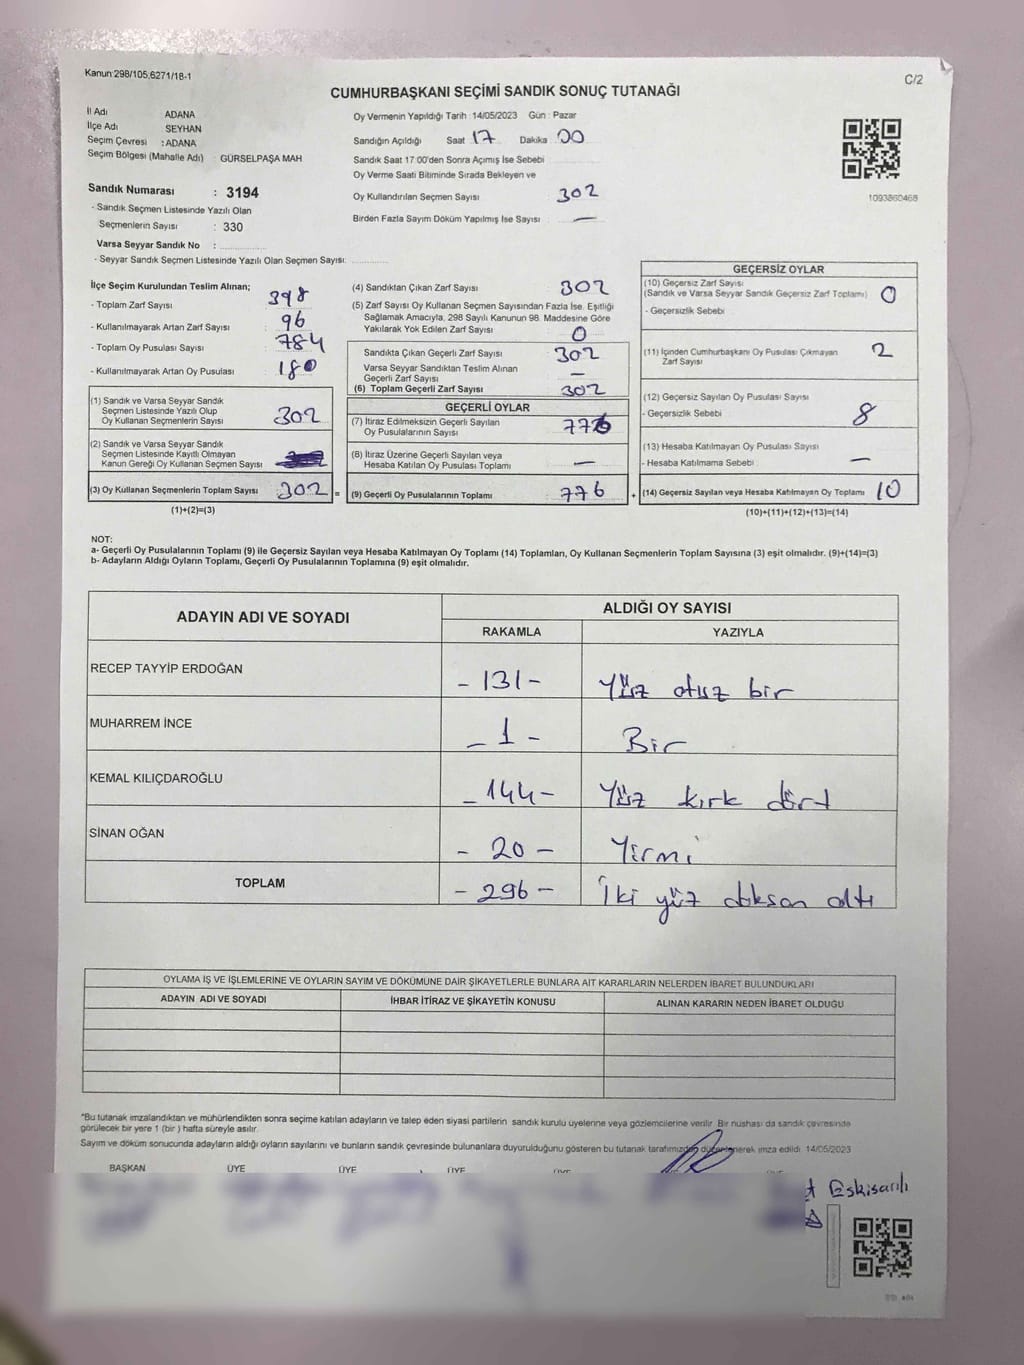 Kanun:298/105,6271/18-1
C/2
CUMHURBAŞKANI SEÇİMİ SANDIK SONUÇ TUTANAĞI
İl Adı ADANA
İlçe Adı SEYHAN
Seçim Çevresi : ADANA
Seçim Bölgesi (Mahalle Adı) : GÜRSELPAŞA MAH
Sandık Numarası : 3194
- Sandık Seçmen Listesinde Yazılı Olan
Seçmenlerin Sayısı : 330
Varsa Seyyar Sandık No :
- Seyyar Sandık Seçmen Listesinde Yazılı Olan Seçmen Sayısı:
Oy Vermenin Yapıldığı Tarih : 14/05/2023 Gün : Pazar
Sandığın Açıldığı Saat 17 Dakika 00
Sandık Saat 17:00'den Sonra Açımış İse Sebebi
Oy Verme Saati Bitiminde Sırada Bekleyen ve
Oy Kullandırılan Seçmen Sayısı 302
Birden Fazla Sayım Döküm Yapılmış İse Sayısı : —
1093860468
İlçe Seçim Kurulundan Teslim Alınan;
- Toplam Zarf Sayısı 398
- Kullanılmayarak Artan Zarf Sayısı 96
- Toplam Oy Pusulası Sayısı 784
- Kullanılmayarak Artan Oy Pusulası 180
(1) Sandık ve Varsa Seyyar Sandık
Seçmen Listesinde Yazılı Olup
Oy Kullanan Seçmenlerin Sayısı 302
(2) Sandık ve Varsa Seyyar Sandık
Seçmen Listesinde Kayıtlı Olmayan
Kanun Gereği Oy Kullanan Seçmen Sayısı
(3) Oy Kullanan Seçmenlerin Toplam Sayısı 302 =
(1)+(2)=(3)
(4) Sandıktan Çıkan Zarf Sayısı 302
(5) Zarf Sayısı Oy Kullanan Seçmen Sayısından Fazla İse, Eşitliği
Sağlamak Amacıyla, 298 Sayılı Kanunun 98. Maddesine Göre
Yakılarak Yok Edilen Zarf Sayısı 0
Sandıkta Çıkan Geçerli Zarf Sayısı 302
Varsa Seyyar Sandıktan Teslim Alınan
Geçerli Zarf Sayısı —
(6) Toplam Geçerli Zarf Sayısı 302
GEÇERLİ OYLAR
(7) İtiraz Edilmeksizin Geçerli Sayılan
Oy Pusulalarının Sayısı 776
(8) İtiraz Üzerine Geçerli Sayılan veya
Hesaba Katılan Oy Pusulası Toplamı —
(9) Geçerli Oy Pusulalarının Toplamı 776 +
GEÇERSİZ OYLAR
(10) Geçersiz Zarf Sayısı
(Sandık ve Varsa Seyyar Sandık Geçersiz Zarf Toplamı) 0
- Geçersizlik Sebebi
(11) İçinden Cumhurbaşkanı Oy Pusulası Çıkmayan
Zarf Sayısı 2
(12) Geçersiz Sayılan Oy Pusulası Sayısı
- Geçersizlik Sebebi 8
(13) Hesaba Katılmayan Oy Pusulası Sayısı
- Hesaba Katılmama Sebebi —
(14) Geçersiz Sayılan veya Hesaba Katılmayan Oy Toplamı 10
(10)+(11)+(12)+(13)=(14)
NOT:
a- Geçerli Oy Pusulalarının Toplamı (9) ile Geçersiz Sayılan veya Hesaba Katılmayan Oy Toplamı (14) Toplamları, Oy Kullanan Seçmenlerin Toplam Sayısına (3) eşit olmalıdır. (9)+(14)=(3)
b- Adayların Aldığı Oyların Toplamı, Geçerli Oy Pusulalarının Toplamına (9) eşit olmalıdır.
ADAYIN ADI VE SOYADI
ALDIĞI OY SAYISI
RAKAMLA YAZIYLA
RECEP TAYYİP ERDOĞAN - 131 - Yüz otuz bir
MUHARREM İNCE - 1 - Bir
KEMAL KILIÇDAROĞLU - 144 - Yüz kırk dört
SİNAN OĞAN - 20 - Yirmi
TOPLAM - 296 - İki yüz doksan altı
OYLAMA İŞ VE İŞLEMLERİNE VE OYLARIN SAYIM VE DÖKÜMÜNE DAİR ŞİKAYETLERLE BUNLARA AİT KARARLARIN NELERDEN İBARET BULUNDUKLARI
ADAYIN ADI VE SOYADI İHBAR İTİRAZ VE ŞİKAYETİN KONUSU ALINAN KARARIN NEDEN İBARET OLDUĞU
*Bu tutanak imzalandıktan ve mühürlendikten sonra seçime katılan adayların ve talep eden siyasi partilerin sandık kurulu üyelerine veya gözlemcilerine verilir. Bir nüshası da sandık çevresinde
görülecek bir yere 1 (bir ) hafta süreyle asılır.
Sayım ve döküm sonucunda adayların aldığı oyların sayılarını ve bunların sandık çevresinde bulunanlara duyurulduğunu gösteren bu tutanak tarafımızdan düzenlenerek imza edildi. 14/05/2023
BAŞKAN ÜYE ÜYE ÜYE
Eskisarılı